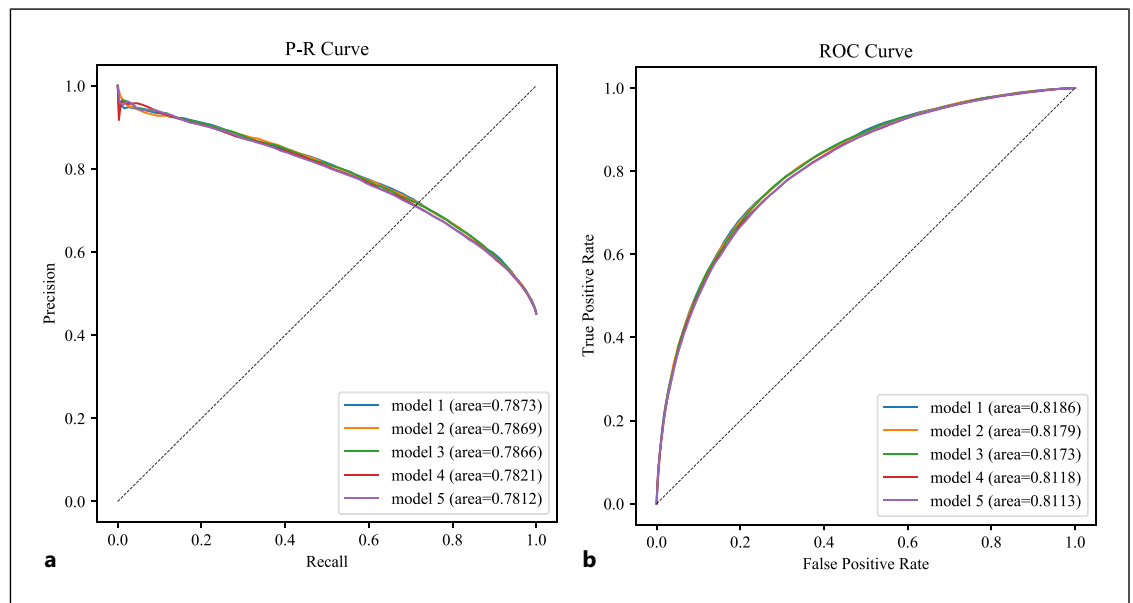 P-R Curve
1.0
0.8
0.6
0.4
0.2
0.0
Precision
0.0 0.2 0.4 0.6 0.8 1.0
Recall
model 1 (area=0.7873)
model 2 (area=0.7869)
model 3 (area=0.7866)
model 4 (area=0.7821)
model 5 (area=0.7812)
a
ROC Curve
1.0
0.8
0.6
0.4
0.2
0.0
True Positive Rate
0.0 0.2 0.4 0.6 0.8 1.0
False Positive Rate
model 1 (area=0.8186)
model 2 (area=0.8179)
model 3 (area=0.8173)
model 4 (area=0.8118)
model 5 (area=0.8113)
b